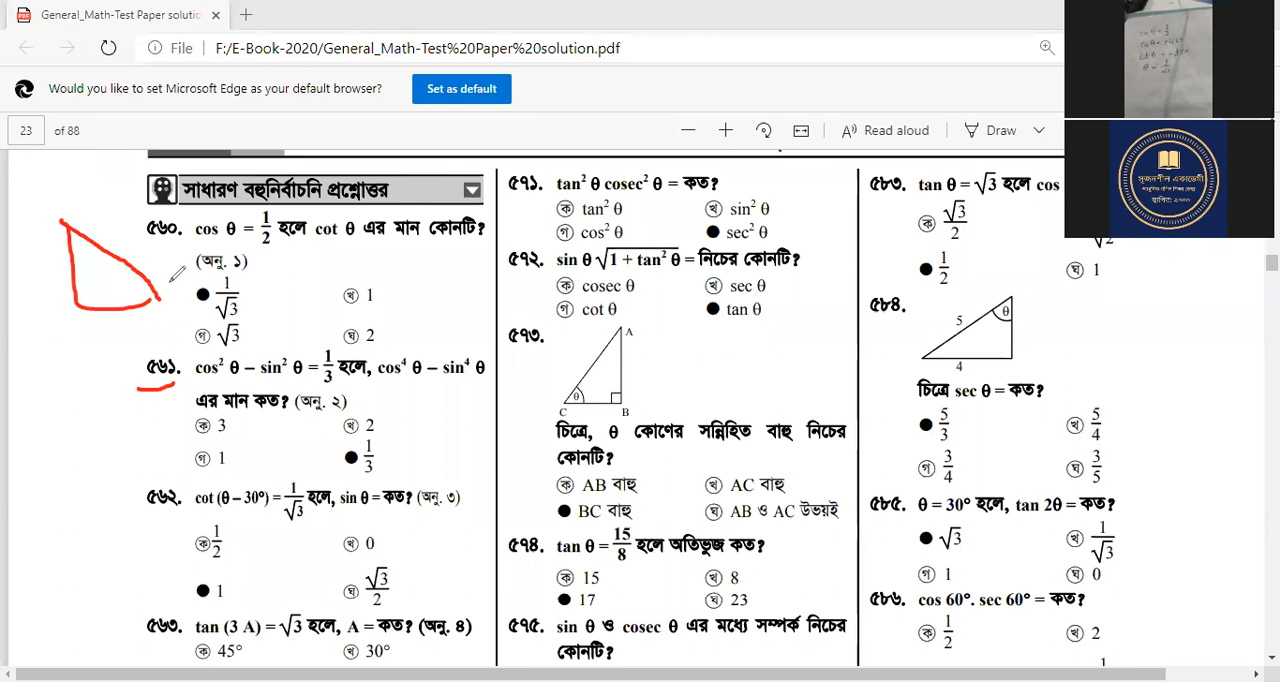 General_Math-Test Paper solutic
File F:/E-Book-2020/General_Math-Test%20Paper%20solution.pdf
Would you like to set Microsoft Edge as your default browser? Set as default
23 of 88 Read aloud Draw
সাধারণ বহুনির্বাচনি প্রশ্নোত্তর
৫৬০. cos θ = 1/2 হলে cot θ এর মান কোনটি?
(অনু. ১)
● 1/√3 ⓚ খ 1
গ √3 ঘ 2
৫৬১. cos² θ – sin² θ = 1/3 হলে, cos⁴ θ – sin⁴ θ
এর মান কত? (অনু. ২)
ক 3 খ 2
গ 1 ● 1/3
৫৬২. cot (θ – 30°) = 1/√3 হলে, sin θ = কত? (অনু. ৩)
ক 1/2 খ 0
● 1 ঘ √3/2
৫৬৩. tan (3 A) = √3 হলে, A = কত? (অনু. ৪)
ক 45° খ 30°
৫৭১. tan² θ cosec² θ = কত?
ক tan² θ খ sin² θ
গ cos² θ ● sec² θ
৫৭২. sin θ √1 + tan² θ = নিচের কোনটি?
ক cosec θ খ sec θ
গ cot θ ● tan θ
৫৭৩.
A
θ
C B
চিত্রে, θ কোণের সন্নিহিত বাহু নিচের
কোনটি?
ক AB বাহু খ AC বাহু
● BC বাহু ঘ AB ও AC উভয়ই
৫৭৪. tan θ = 15/8 হলে অতিভুজ কত?
ক 15 খ 8
● 17 ঘ 23
৫৭৫. sin θ ও cosec θ এর মধ্যে সম্পর্ক নিচের
কোনটি?
৫৮৩. tan θ = √3 হলে cos
ক √3/2
● 1/2 ঘ 1
৫৮৪.
5 θ
4
চিত্রে sec θ = কত?
● 5/3 খ 5/4
গ 3/4 ঘ 3/5
৫৮৫. θ = 30° হলে, tan 2θ = কত?
● √3 খ 1/√3
গ 1 ঘ 0
৫৮৬. cos 60°. sec 60° = কত?
ক 1/2 খ 2
সৃজনশীল একাডেমী